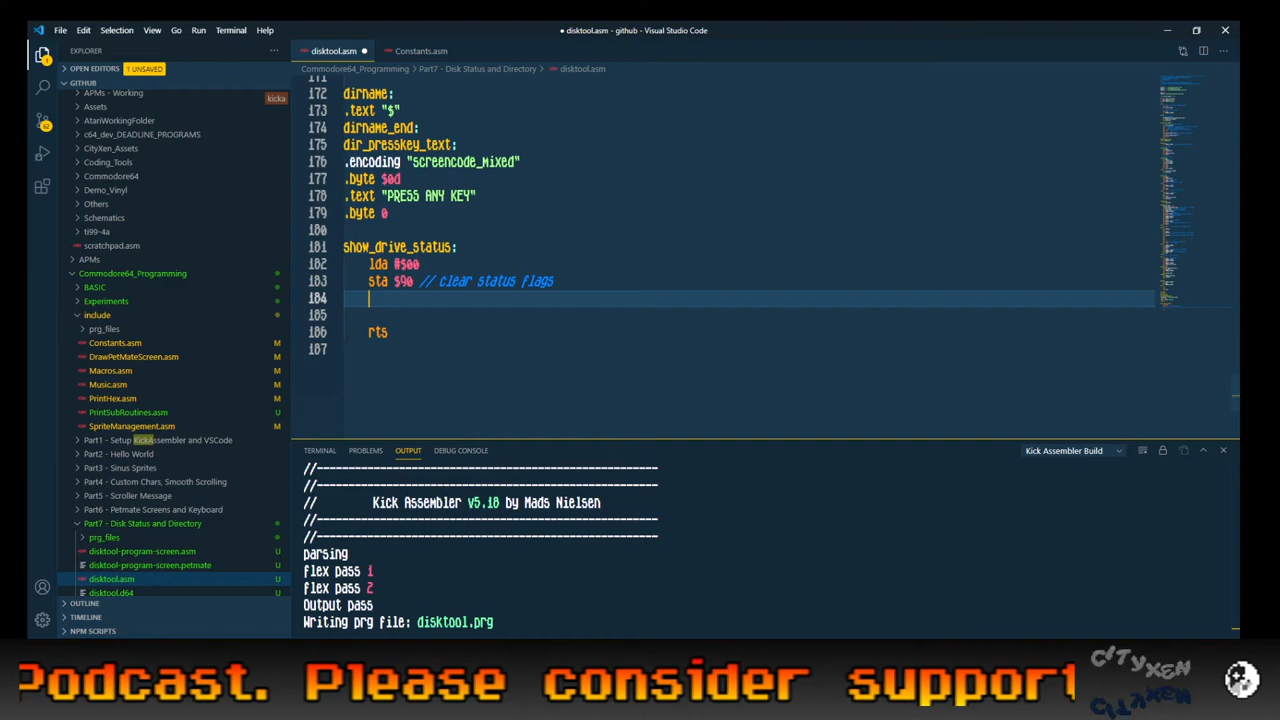 File Edit Selection View Go Run Terminal Help
● disktool.asm - github - Visual Studio Code
EXPLORER
disktool.asm
Constants.asm
OPEN EDITORS 1 UNSAVED
GITHUB
Commodore64_Programming > Part7 - Disk Status and Directory > disktool.asm
kicka
APMs - Working
Assets
AtariWorkingFolder
c64_dev_DEADLINE_PROGRAMS
CityXen_Assets
Coding_Tools
Commodore64
Demo_Vinyl
Others
Schematics
ti99-4a
scratchpad.asm
APMs
Commodore64_Programming
BASIC
Experiments
include
prg_files
Constants.asm M
DrawPetMateScreen.asm M
Macros.asm M
Music.asm M
PrintHex.asm M
PrintSubRoutines.asm U
SpriteManagement.asm M
Part1 - Setup KickAssembler and VSCode
Part2 - Hello World
Part3 - Sinus Sprites
Part4 - Custom Chars, Smooth Scrolling
Part5 - Scroller Message
Part6 - Petmate Screens and Keyboard
Part7 - Disk Status and Directory
prg_files
disktool-program-screen.asm U
disktool-program-screen.petmate U
disktool.asm U
disktool.d64 U
OUTLINE
TIMELINE
NPM SCRIPTS
1
62
171
172 dirname:
173 .text "$"
174 dirname_end:
175 dir_presskey_text:
176 .encoding "screencode_mixed"
177 .byte $0d
178 .text "PRESS ANY KEY"
179 .byte 0
180
181 show_drive_status:
182 lda #$00
183 sta $90 // clear status flags
184
185
186 rts
187
TERMINAL PROBLEMS OUTPUT DEBUG CONSOLE
Kick Assembler Build
//------------------------------------------------------
//------------------------------------------------------
// Kick Assembler v5.18 by Mads Nielsen
//------------------------------------------------------
//------------------------------------------------------
parsing
flex pass 1
flex pass 2
Output pass
Writing prg file: disktool.prg
Podcast. Please consider support
CITYXEN
CITYXEN